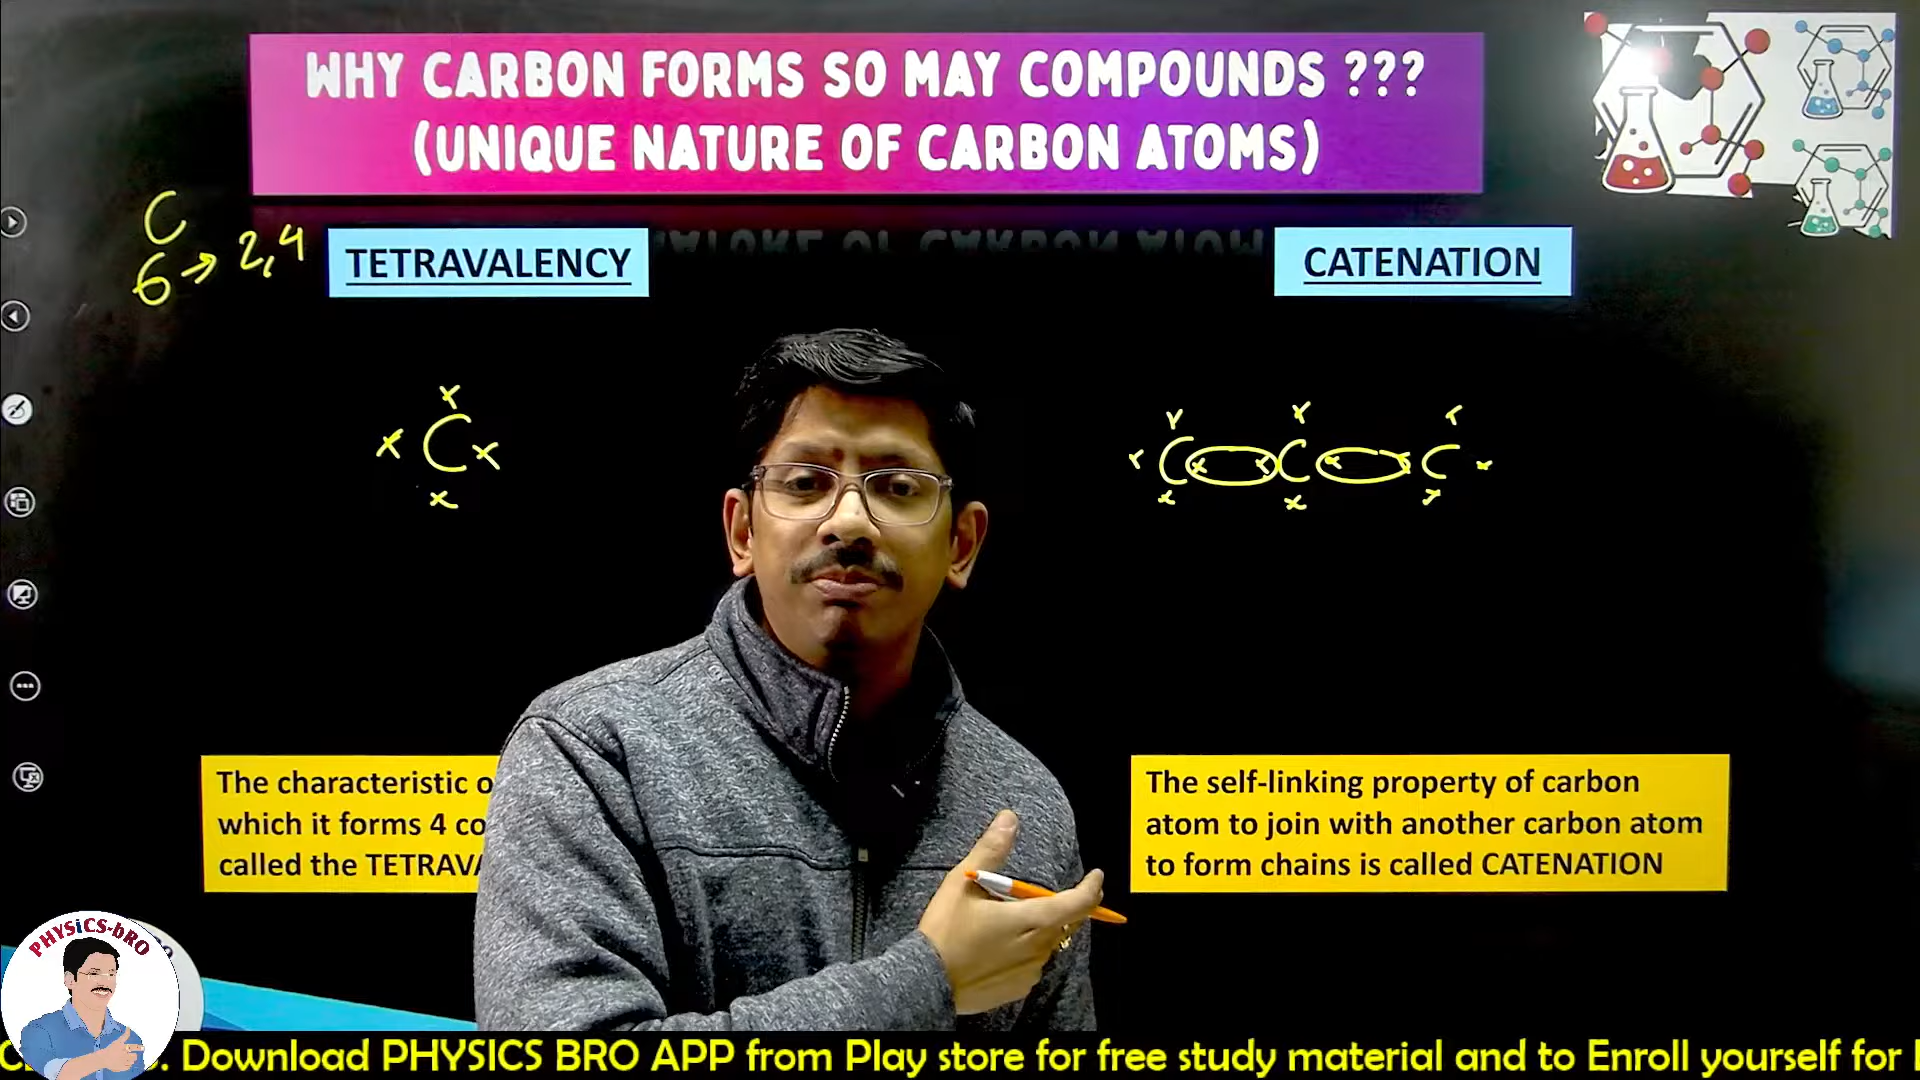 WHY CARBON FORMS SO MAY COMPOUNDS ???
(UNIQUE NATURE OF CARBON ATOMS)
C
6 → 2,4
TETRAVALENCY
CATENATION
x
x C x
x
x x x
x C x x C x x C x
x x x
The characteristic o
which it forms 4 co
called the TETRAVA
The self-linking property of carbon
atom to join with another carbon atom
to form chains is called CATENATION
PHYSiCS-bRO
. Download PHYSICS BRO APP from Play store for free study material and to Enroll yourself for